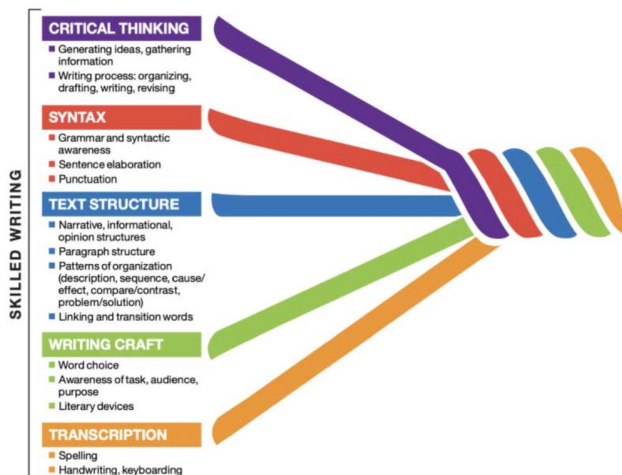 SKILLED WRITING
CRITICAL THINKING
Generating ideas, gathering
information
Writing process: organizing,
drafting, writing, revising
SYNTAX
Grammar and syntactic
awareness
Sentence elaboration
Punctuation
TEXT STRUCTURE
Narrative, informational,
opinion structures
Paragraph structure
Patterns of organization
(description, sequence, cause/
effect, compare/contrast,
problem/solution)
Linking and transition words
WRITING CRAFT
Word choice
Awareness of task, audience,
purpose
Literary devices
TRANSCRIPTION
Spelling
Handwriting, keyboarding